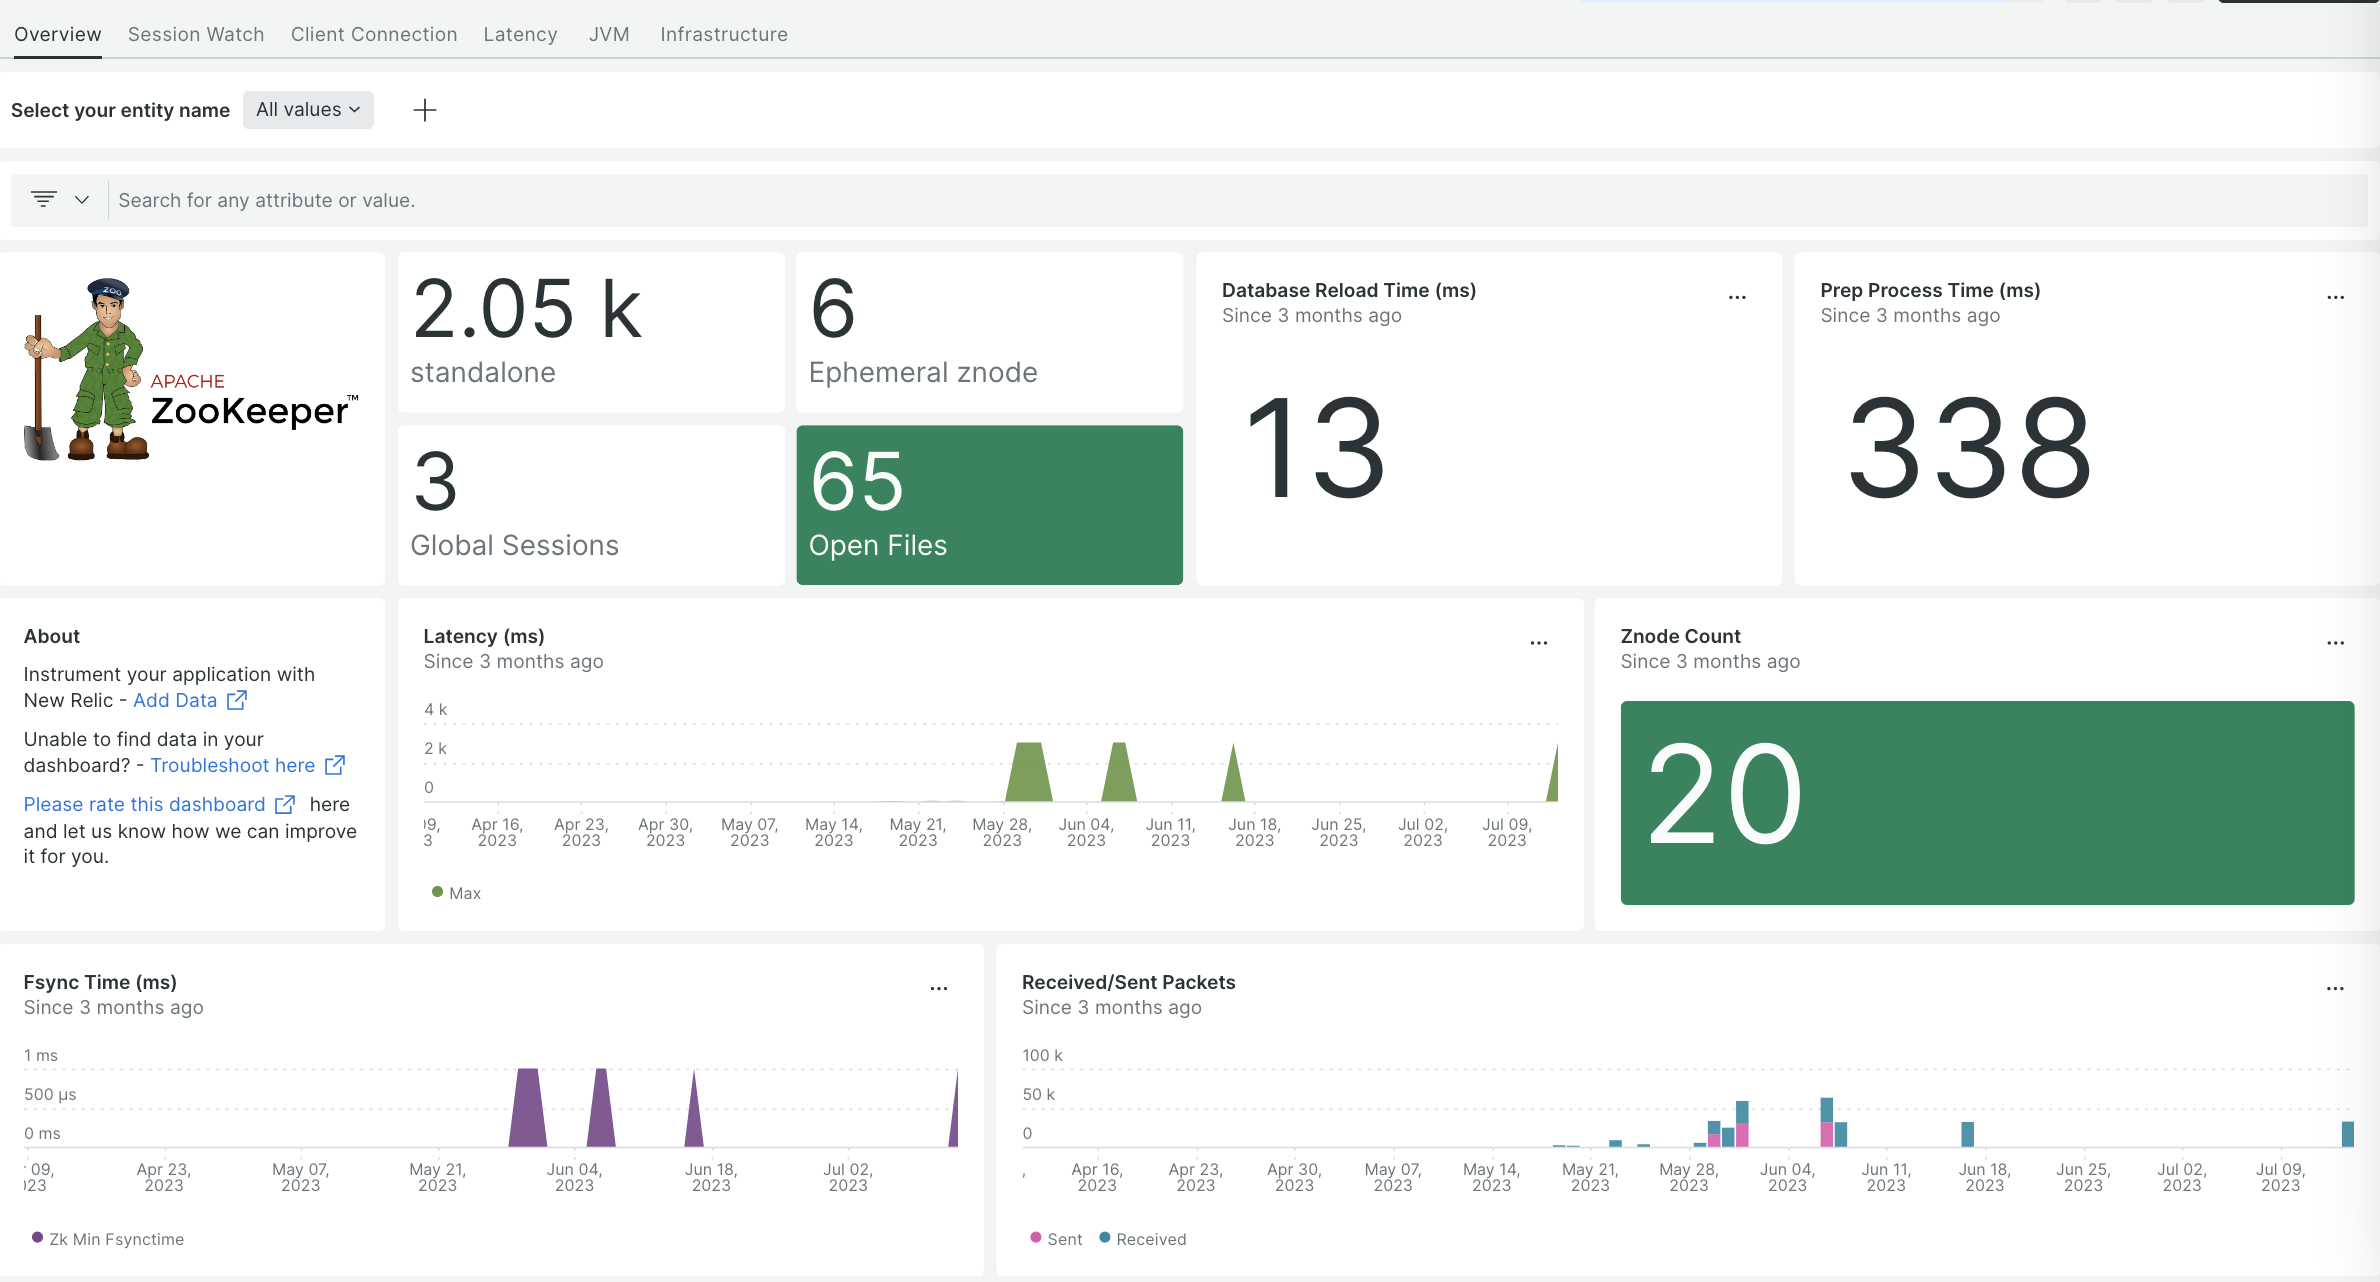 Overview Session Watch Client Connection Latency JVM Infrastructure
Select your entity name All values
Search for any attribute or value.
ZOO
APACHE
ZooKeeper™
2.05 k
standalone
6
Ephemeral znode
3
Global Sessions
65
Open Files
Database Reload Time (ms)
Since 3 months ago
13
Prep Process Time (ms)
Since 3 months ago
338
About
Instrument your application with
New Relic - Add Data
Unable to find data in your
dashboard? - Troubleshoot here
Please rate this dashboard here
and let us know how we can improve
it for you.
Latency (ms)
Since 3 months ago
4 k
2 k
0
09, Apr 16, Apr 23, Apr 30, May 07, May 14, May 21, May 28, Jun 04, Jun 11, Jun 18, Jun 25, Jul 02, Jul 09,
3 2023 2023 2023 2023 2023 2023 2023 2023 2023 2023 2023 2023 2023
Max
Znode Count
Since 3 months ago
20
Fsync Time (ms)
Since 3 months ago
1 ms
500 µs
0 ms
09, Apr 23, May 07, May 21, Jun 04, Jun 18, Jul 02,
023 2023 2023 2023 2023 2023 2023
Zk Min Fsynctime
Received/Sent Packets
Since 3 months ago
100 k
50 k
0
, Apr 16, Apr 23, Apr 30, May 07, May 14, May 21, May 28, Jun 04, Jun 11, Jun 18, Jun 25, Jul 02, Jul 09,
2023 2023 2023 2023 2023 2023 2023 2023 2023 2023 2023 2023 2023
Sent Received